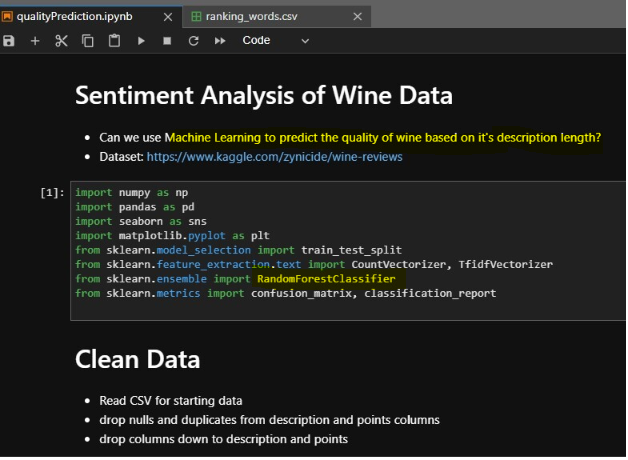 qualityPrediction.ipynb
ranking_words.csv
Code
Sentiment Analysis of Wine Data
Can we use Machine Learning to predict the quality of wine based on it's description length?
Dataset: https://www.kaggle.com/zynicide/wine-reviews
[1]:
import numpy as np
import pandas as pd
import seaborn as sns
import matplotlib.pyplot as plt
from sklearn.model_selection import train_test_split
from sklearn.feature_extraction.text import CountVectorizer, TfidfVectorizer
from sklearn.ensemble import RandomForestClassifier
from sklearn.metrics import confusion_matrix, classification_report
Clean Data
Read CSV for starting data
drop nulls and duplicates from description and points columns
drop columns down to description and points